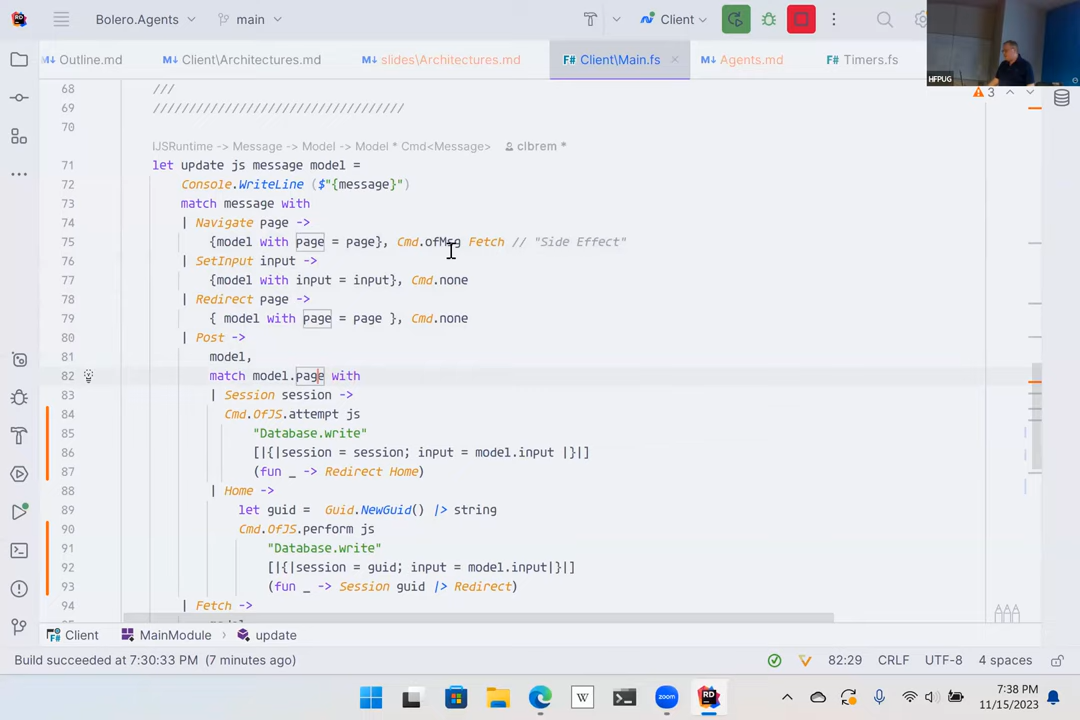 Bolero.Agents
main
Client
Outline.md
Client\Architectures.md
slides\Architectures.md
F# Client\Main.fs
Agents.md
F# Timers.fs
HFPUG
3
68 ///
69 //////////////////////////////////
70
IJSRuntime -> Message -> Model -> Model * Cmd<Message> clbrem *
71 let update js message model =
72 Console.WriteLine ($"{message}")
73 match message with
74 | Navigate page ->
75 {model with page = page}, Cmd.ofMsg Fetch // "Side Effect"
76 | SetInput input ->
77 {model with input = input}, Cmd.none
78 | Redirect page ->
79 { model with page = page }, Cmd.none
80 | Post ->
81 model,
82 match model.page with
83 | Session session ->
84 Cmd.OfJS.attempt js
85 "Database.write"
86 [|{|session = session; input = model.input |}|]
87 (fun _ -> Redirect Home)
88 | Home ->
89 let guid = Guid.NewGuid() |> string
90 Cmd.OfJS.perform js
91 "Database.write"
92 [|{|session = guid; input = model.input|}|]
93 (fun _ -> Session guid |> Redirect)
94 | Fetch ->
Client
MainModule
update
Build succeeded at 7:30:33 PM (7 minutes ago)
82:29 CRLF UTF-8 4 spaces
W
zoom
7:38 PM
11/15/2023